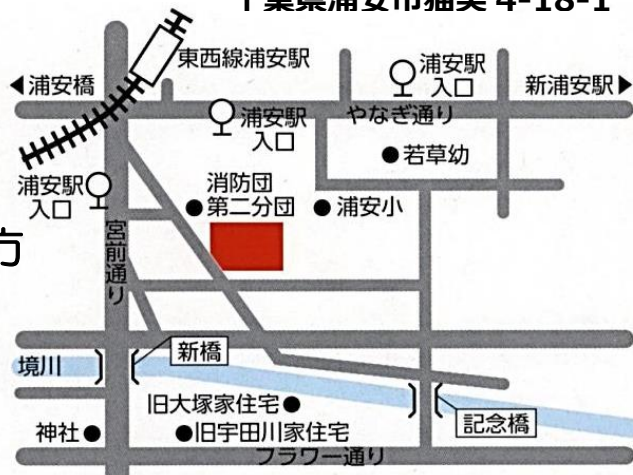 千葉県浦安市猫実 4-18-1
東西線浦安駅
◀浦安橋
浦安駅
入口
新浦安駅▶
浦安駅
入口
やなぎ通り
●若草幼
浦安駅
入口
消防団
●第二分団
●浦安小
方
宮前通り
新橋
境川
旧大塚家住宅●
記念橋
神社●
●旧宇田川家住宅
フラワー通り